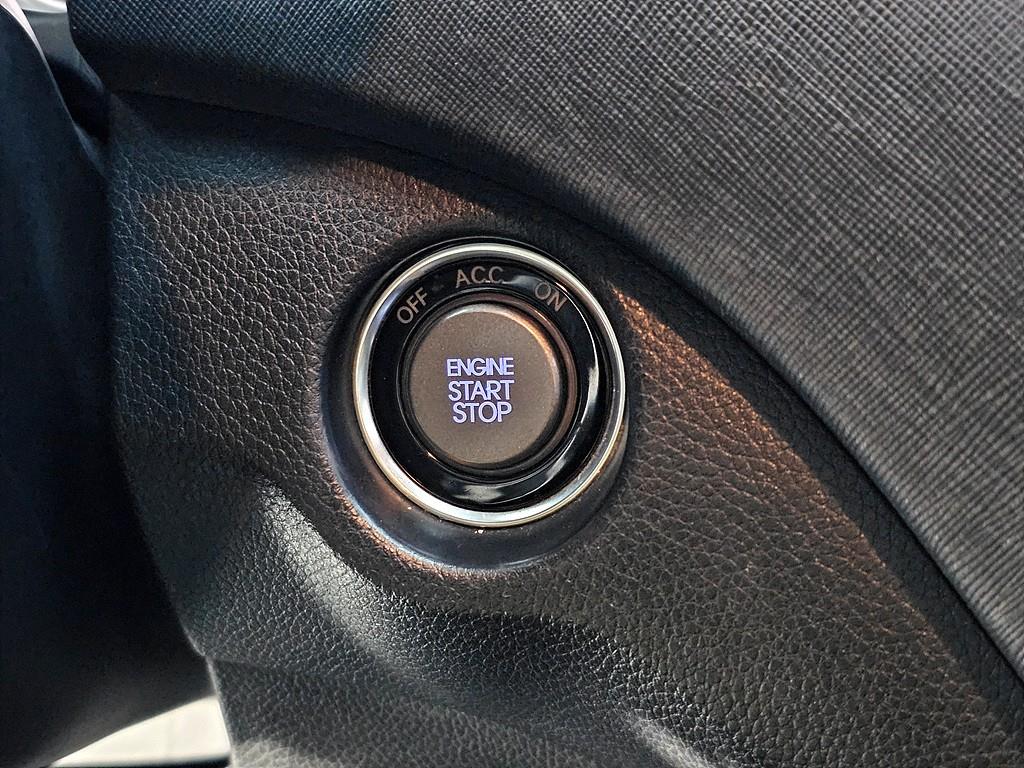 OFF ACC ON
ENGINE
START
STOP